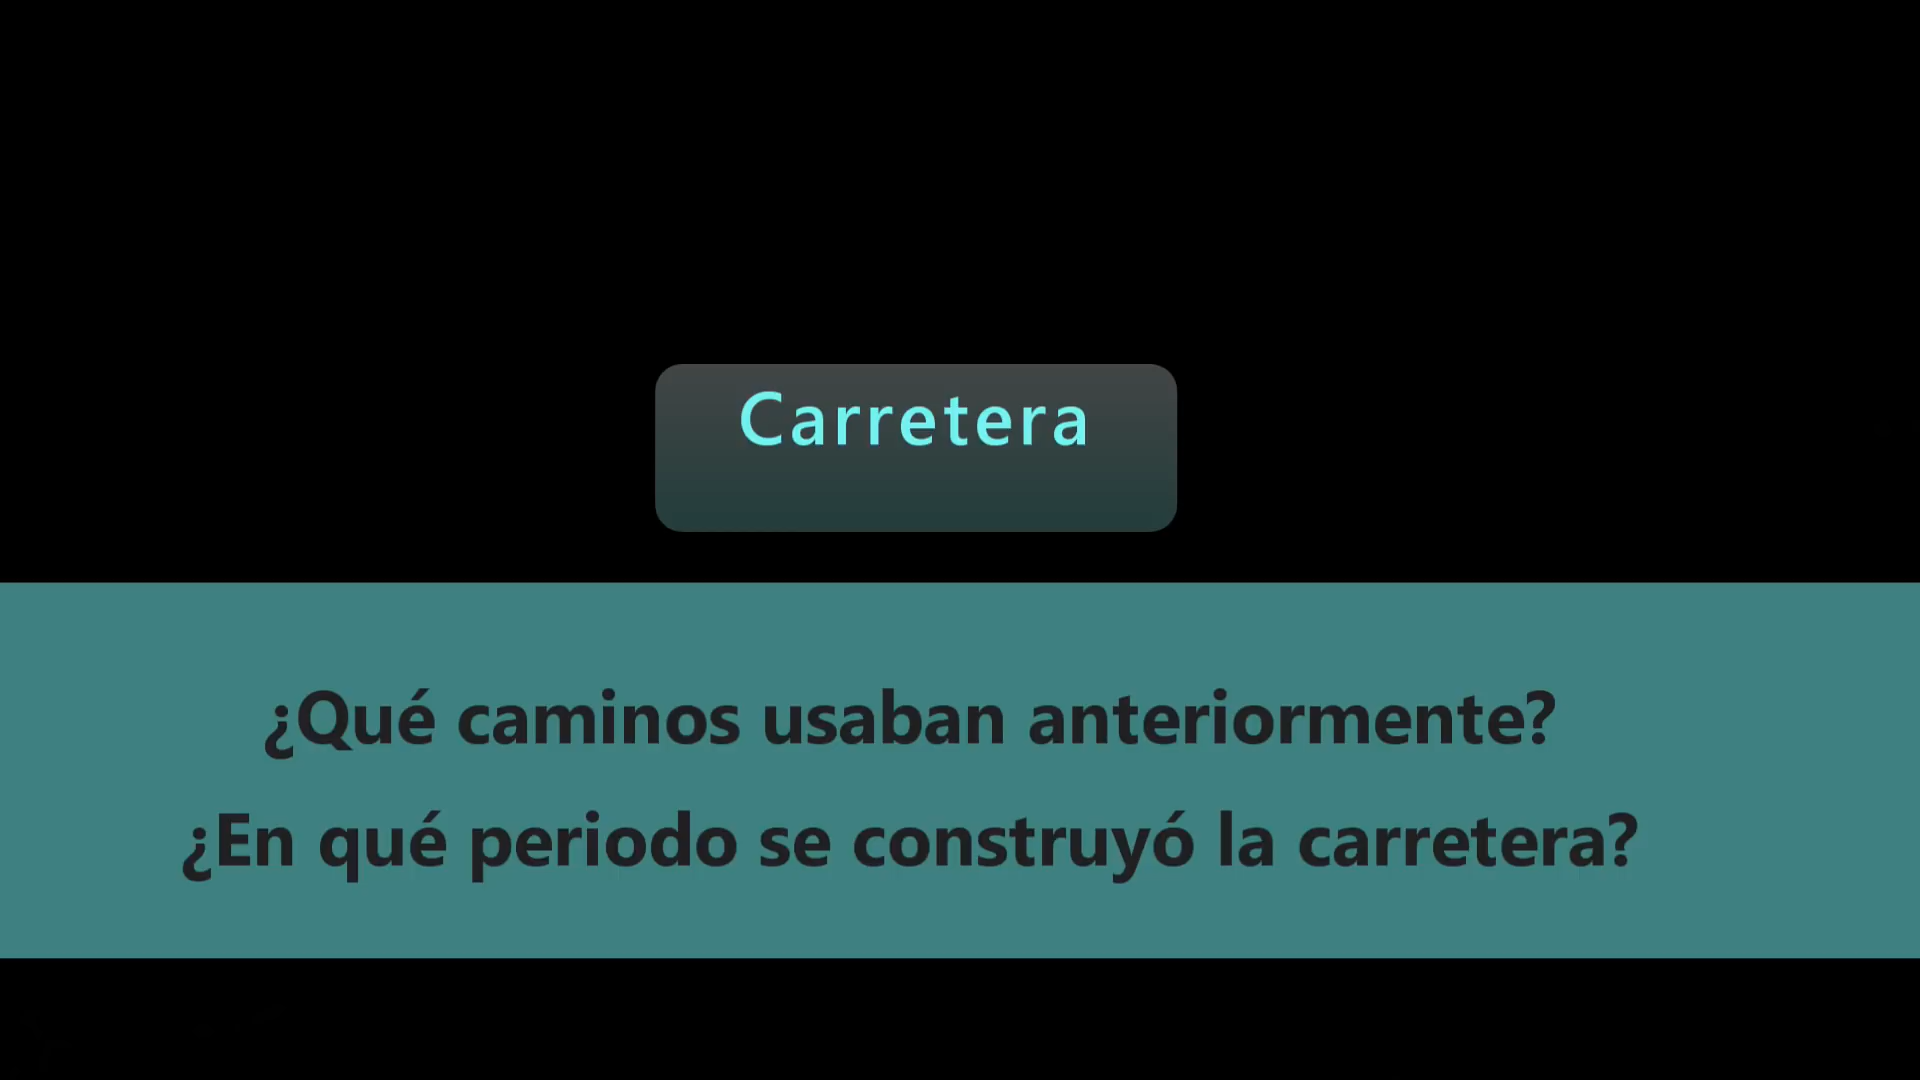 Carretera
¿Qué caminos usaban anteriormente?
¿En qué periodo se construyó la carretera?